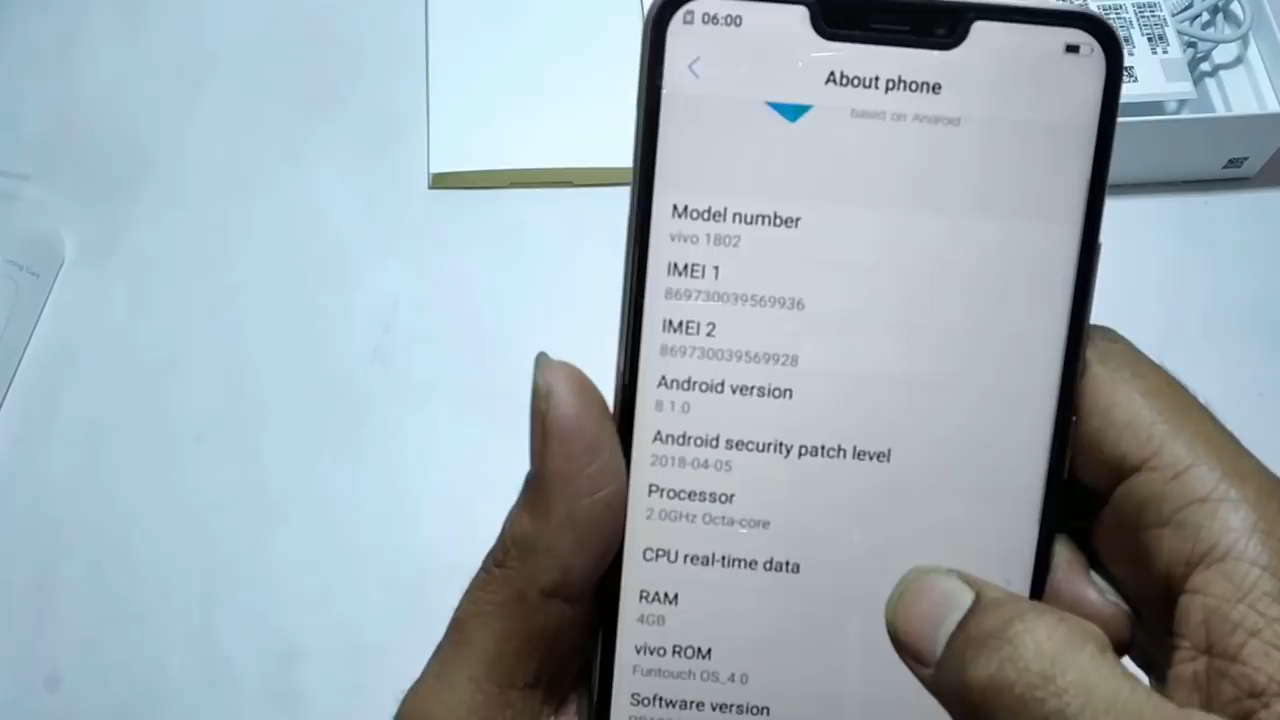 06:00
About phone
based on Android
Model number
vivo 1802
IMEI 1
869730039569936
IMEI 2
869730039569928
Android version
8.1.0
Android security patch level
2018-04-05
Processor
2.0GHz Octa-core
CPU real-time data
RAM
4GB
vivo ROM
Funtouch OS_4.0
Software version